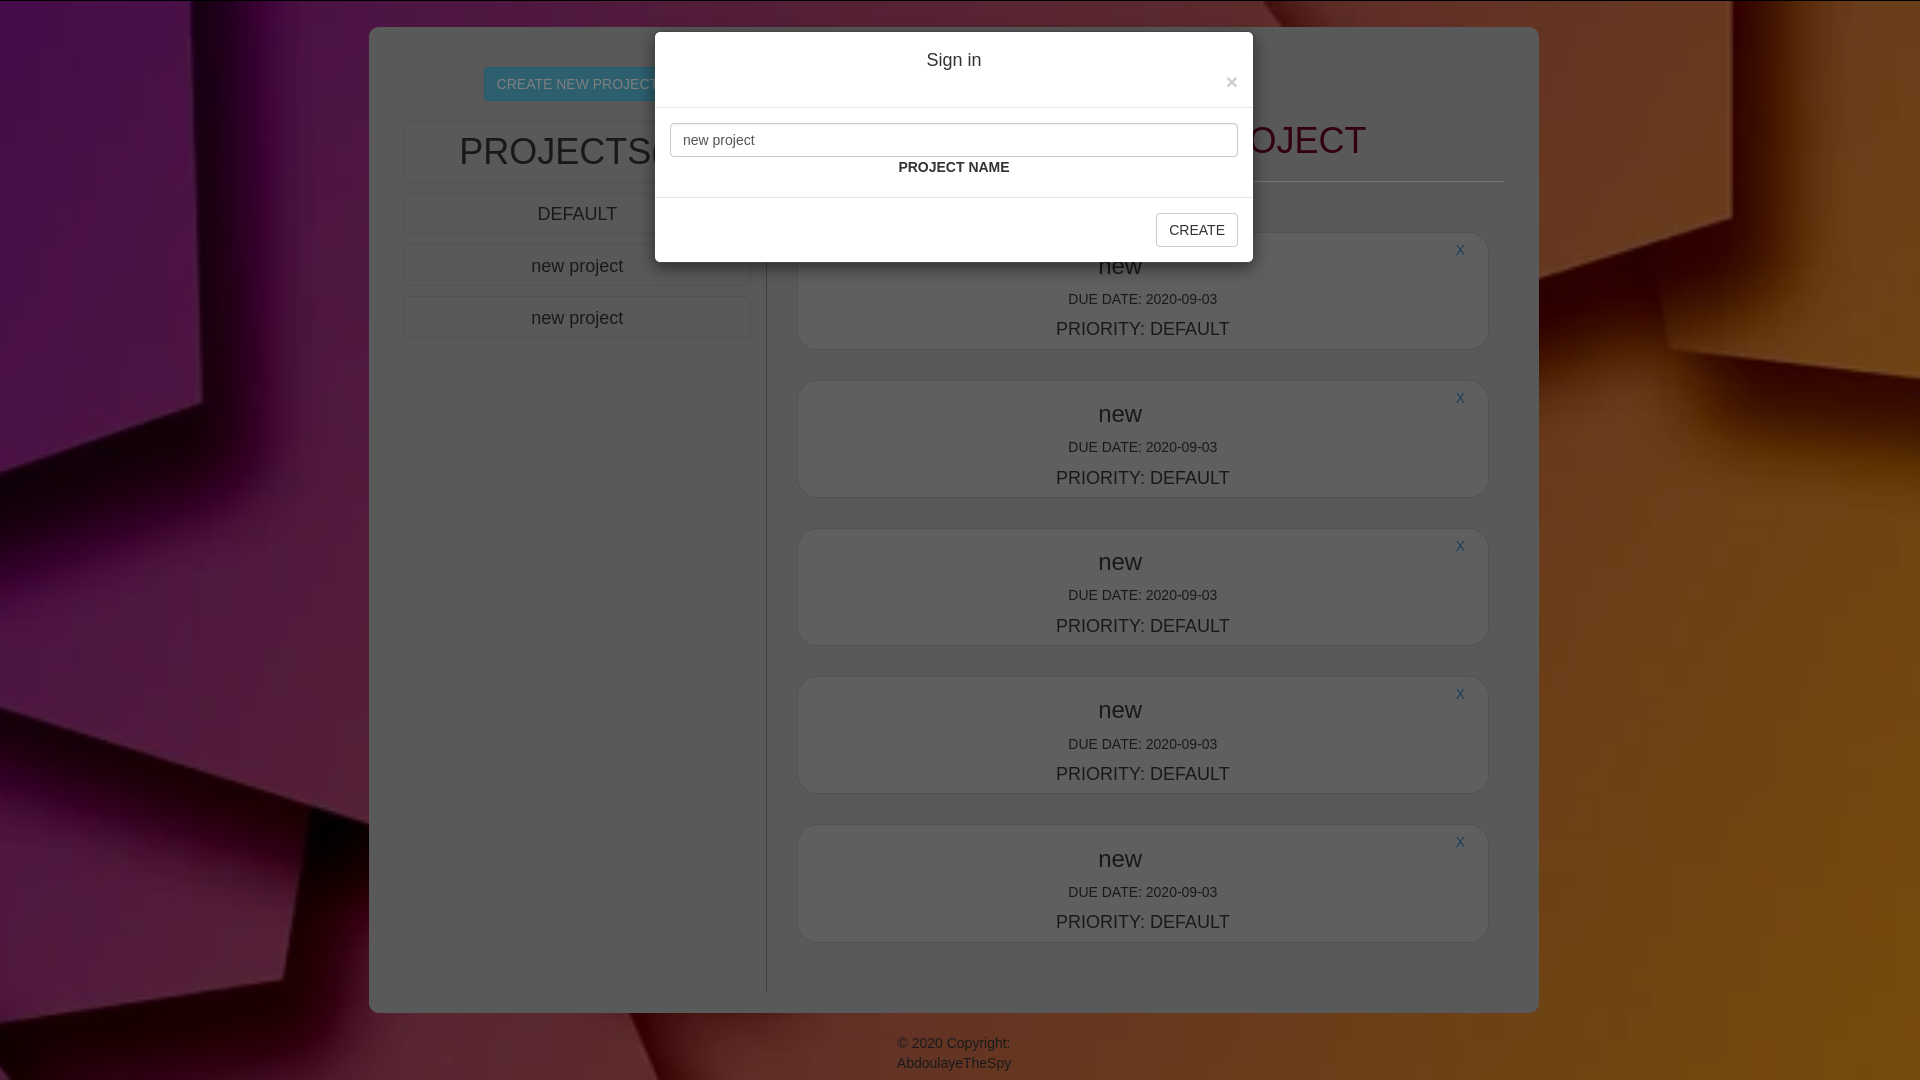 Sign in
×
new project
PROJECT NAME
CREATE
CREATE NEW PROJECT
PROJECTS
DEFAULT
new project
new project
OJECT
new
X
DUE DATE: 2020-09-03
PRIORITY: DEFAULT
new
X
DUE DATE: 2020-09-03
PRIORITY: DEFAULT
new
X
DUE DATE: 2020-09-03
PRIORITY: DEFAULT
new
X
DUE DATE: 2020-09-03
PRIORITY: DEFAULT
new
X
DUE DATE: 2020-09-03
PRIORITY: DEFAULT
© 2020 Copyright:
AbdoulayeTheSpy